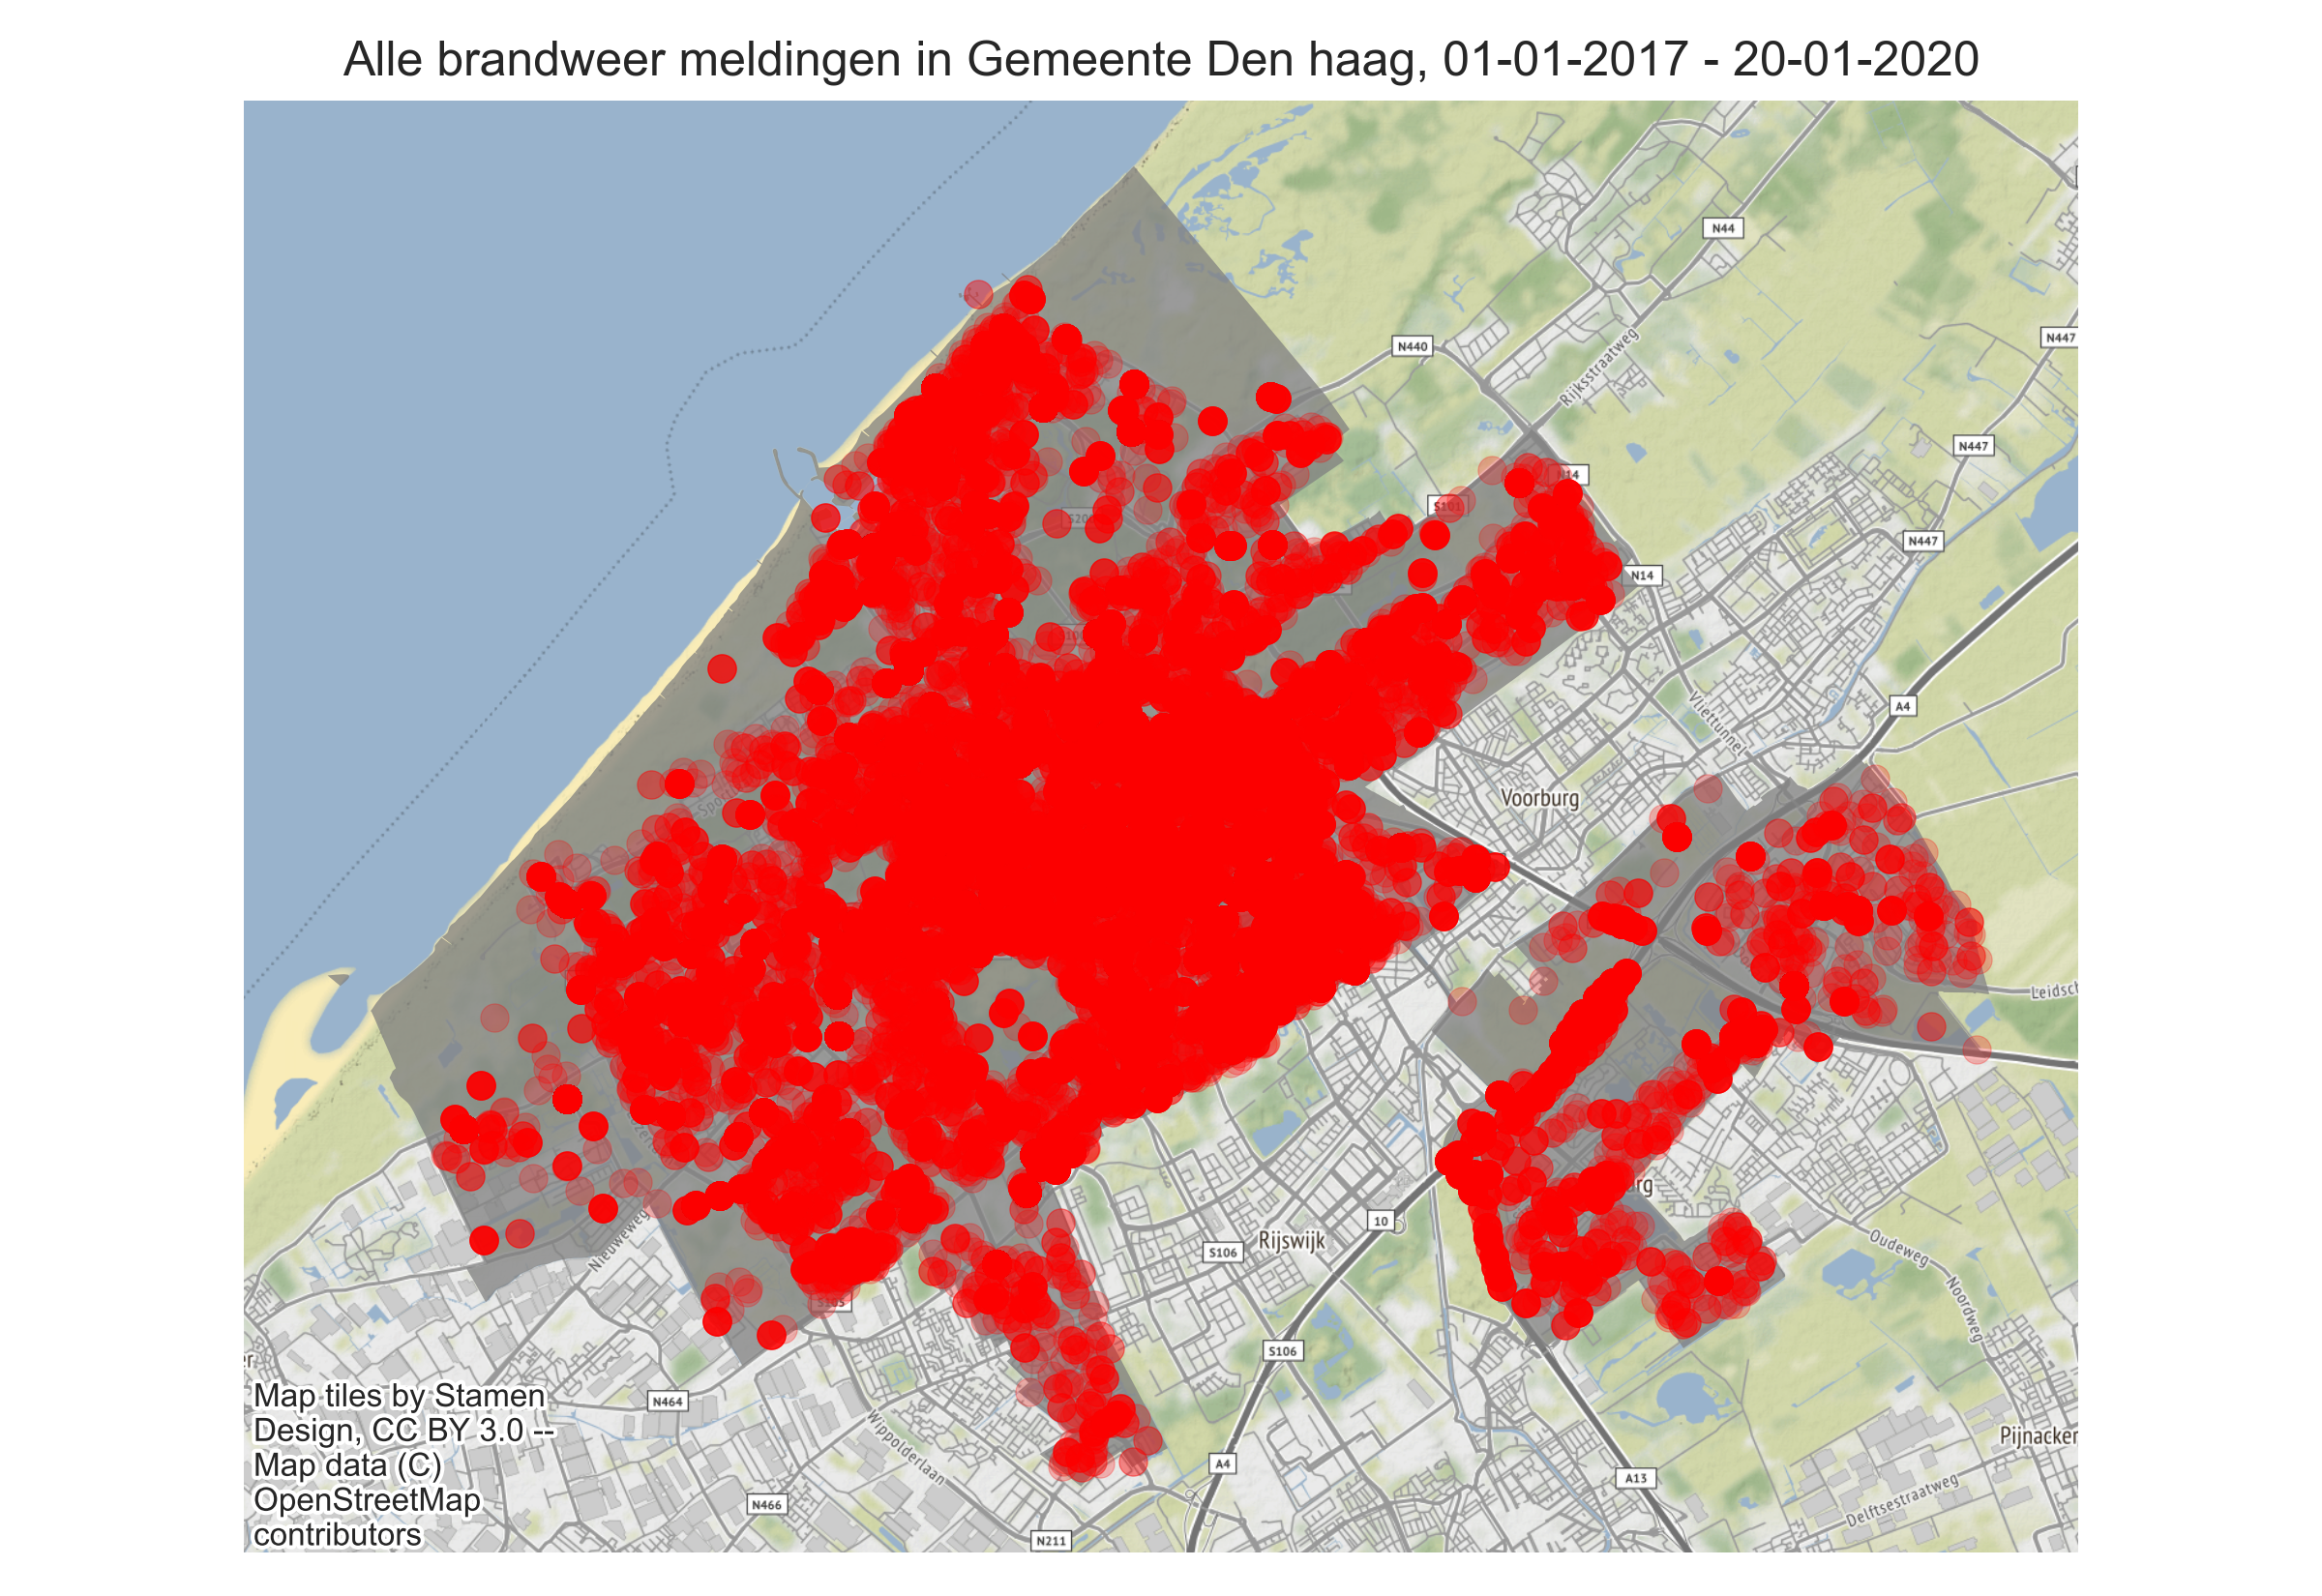 Alle brandweer meldingen in Gemeente Den haag, 01-01-2017 - 20-01-2020
N44
N447
N440
Rijksstraatweg
N447
N14
S101
N447
N14
Vliettunnel
A4
Voorburg
Leidsch
Nieuweweg
10
Rijswijk
S106
Oudeweg
Noordweg
S105
S106
N464
Wippolderlaan
Pijnacker
A4
A13
N466
Delftsestraatweg
N211
Map tiles by Stamen
Design, CC BY 3.0 --
Map data (C)
OpenStreetMap
contributors